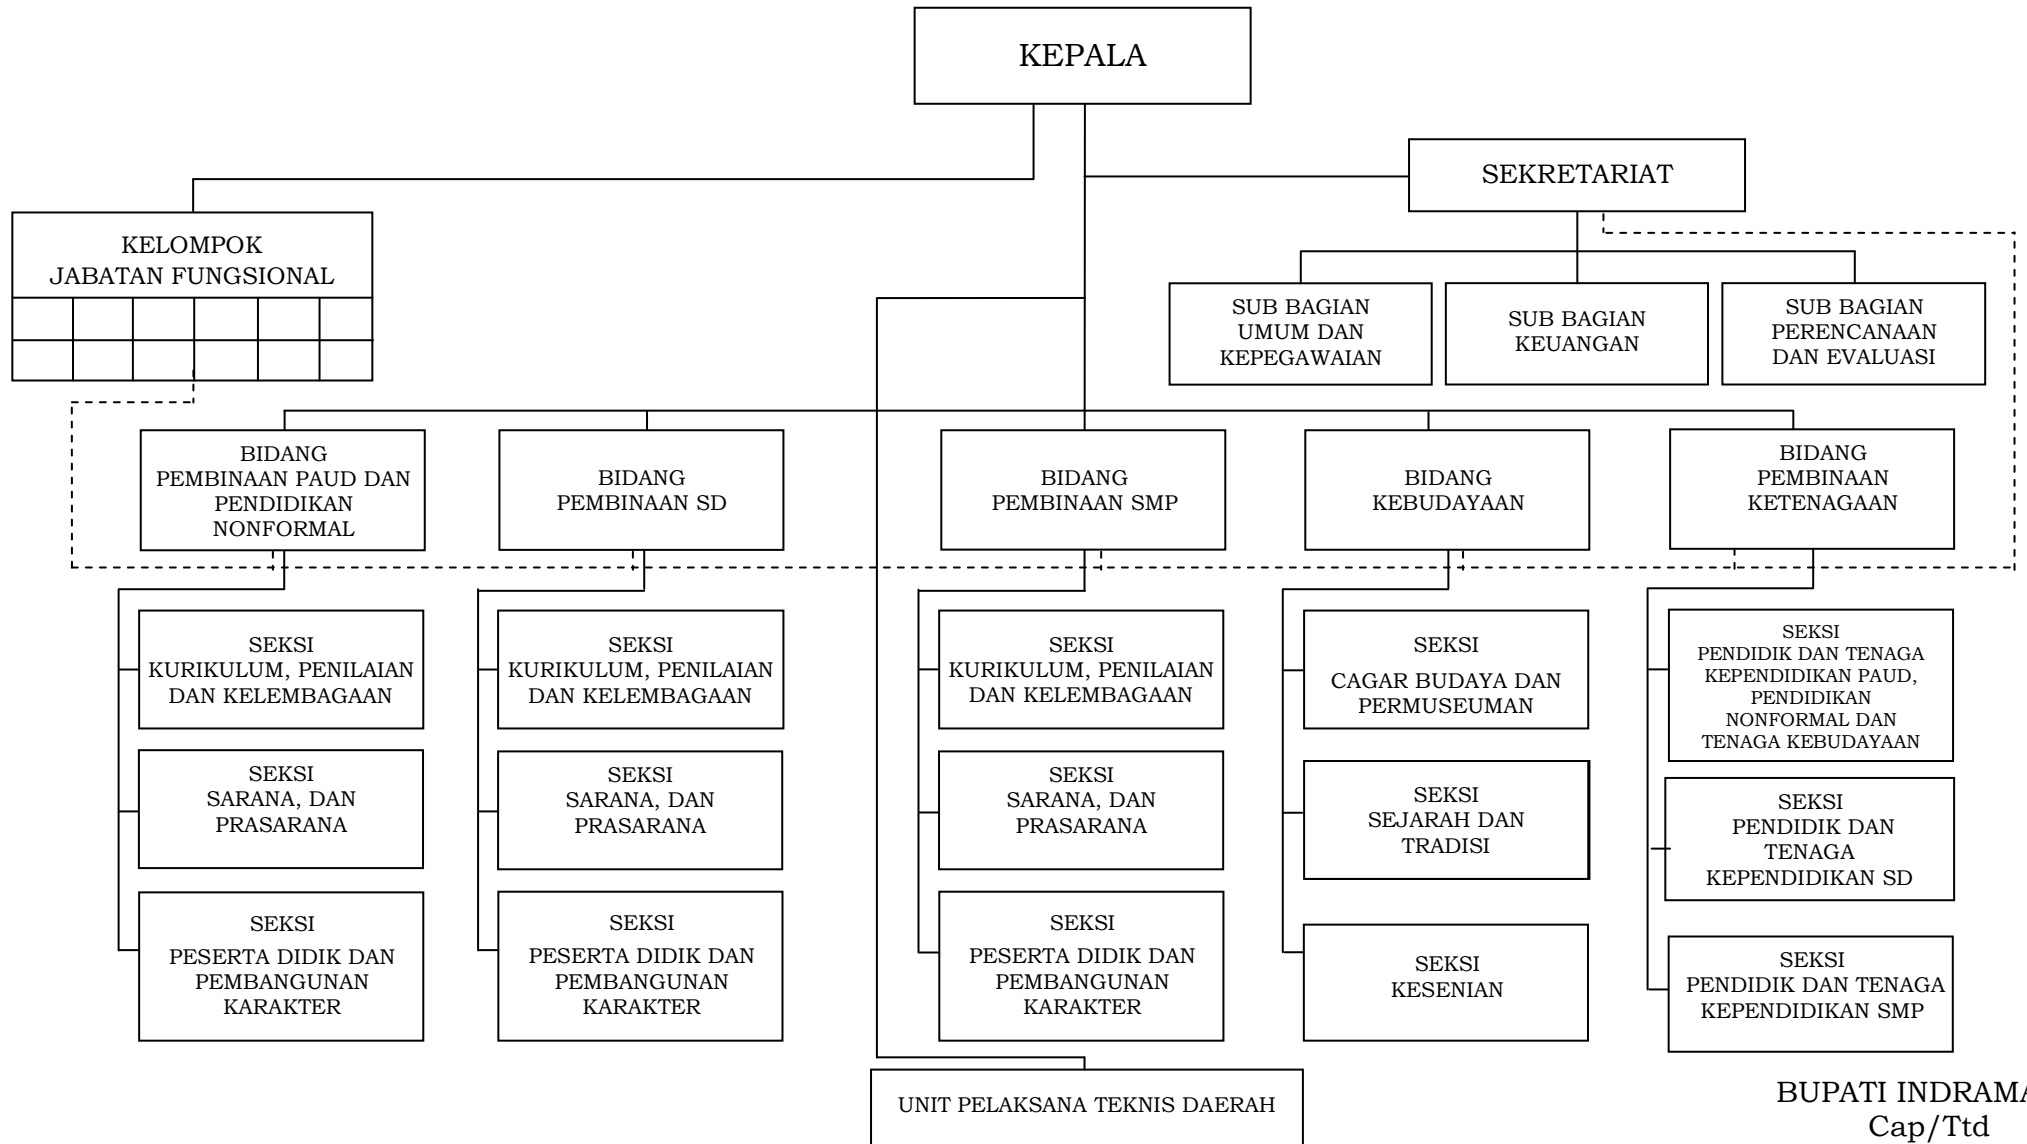 KEPALA
SEKRETARIAT
KELOMPOK
JABATAN FUNGSIONAL
SUB BAGIAN
UMUM DAN
KEPEGAWAIAN
SUB BAGIAN
KEUANGAN
SUB BAGIAN
PERENCANAAN
DAN EVALUASI
BIDANG
PEMBINAAN PAUD DAN
PENDIDIKAN
NONFORMAL
BIDANG
PEMBINAAN SD
BIDANG
PEMBINAAN SMP
BIDANG
KEBUDAYAAN
BIDANG
PEMBINAAN
KETENAGAAN
SEKSI
KURIKULUM, PENILAIAN
DAN KELEMBAGAAN
SEKSI
SARANA, DAN
PRASARANA
SEKSI
PESERTA DIDIK DAN
PEMBANGUNAN
KARAKTER
SEKSI
KURIKULUM, PENILAIAN
DAN KELEMBAGAAN
SEKSI
SARANA, DAN
PRASARANA
SEKSI
PESERTA DIDIK DAN
PEMBANGUNAN
KARAKTER
SEKSI
KURIKULUM, PENILAIAN
DAN KELEMBAGAAN
SEKSI
SARANA, DAN
PRASARANA
SEKSI
PESERTA DIDIK DAN
PEMBANGUNAN
KARAKTER
SEKSI
CAGAR BUDAYA DAN
PERMUSEUMAN
SEKSI
SEJARAH DAN
TRADISI
SEKSI
KESENIAN
SEKSI
PENDIDIK DAN TENAGA
KEPENDIDIKAN PAUD,
PENDIDIKAN
NONFORMAL DAN
TENAGA KEBUDAYAAN
SEKSI
PENDIDIK DAN
TENAGA
KEPENDIDIKAN SD
SEKSI
PENDIDIK DAN TENAGA
KEPENDIDIKAN SMP
UNIT PELAKSANA TEKNIS DAERAH
BUPATI INDRAMA
Cap/Ttd